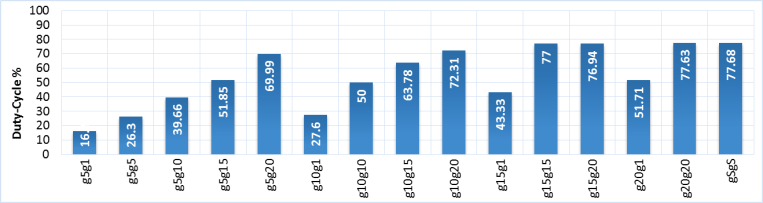 Duty-Cycle %
100
90
80
70
60
50
40
30
20
10
0
16
26.3
39.66
51.85
69.99
27.6
50
63.78
72.31
43.33
77
76.94
51.71
77.63
77.68
g5g1
g5g5
g5g10
g5g15
g5g20
g10g1
g10g10
g10g15
g10g20
g15g1
g15g15
g15g20
g20g1
g20g20
gSgS